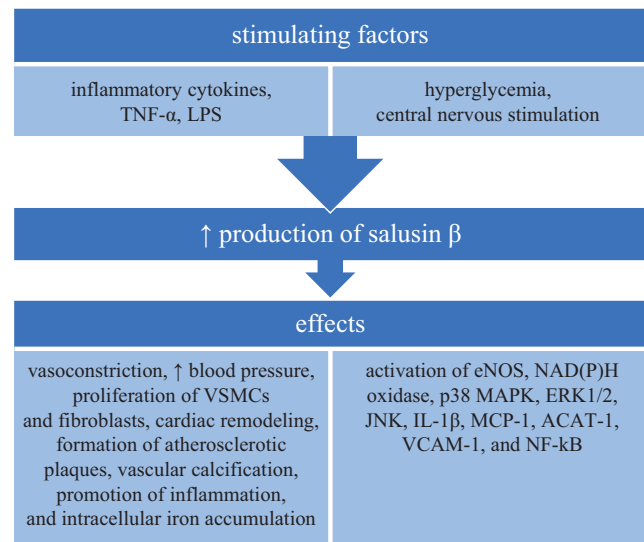 stimulating factors
inflammatory cytokines,
TNF-α, LPS
hyperglycemia,
central nervous stimulation
↑ production of salusin β
effects
vasoconstriction, ↑ blood pressure,
proliferation of VSMCs
and fibroblasts, cardiac remodeling,
formation of atherosclerotic
plaques, vascular calcification,
promotion of inflammation,
and intracellular iron accumulation
activation of eNOS, NAD(P)H
oxidase, p38 MAPK, ERK1/2,
JNK, IL-1β, MCP-1, ACAT-1,
VCAM-1, and NF-kB